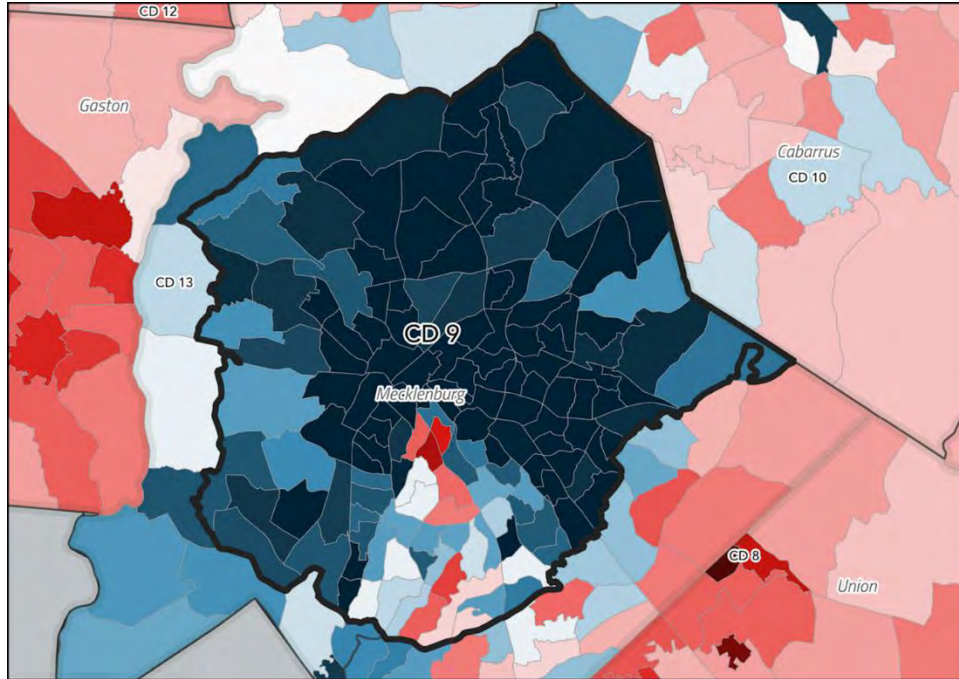 CD 12
Gaston
Cabarrus
CD 10
CD 13
CD 9
Mecklenburg
CD 8
Union